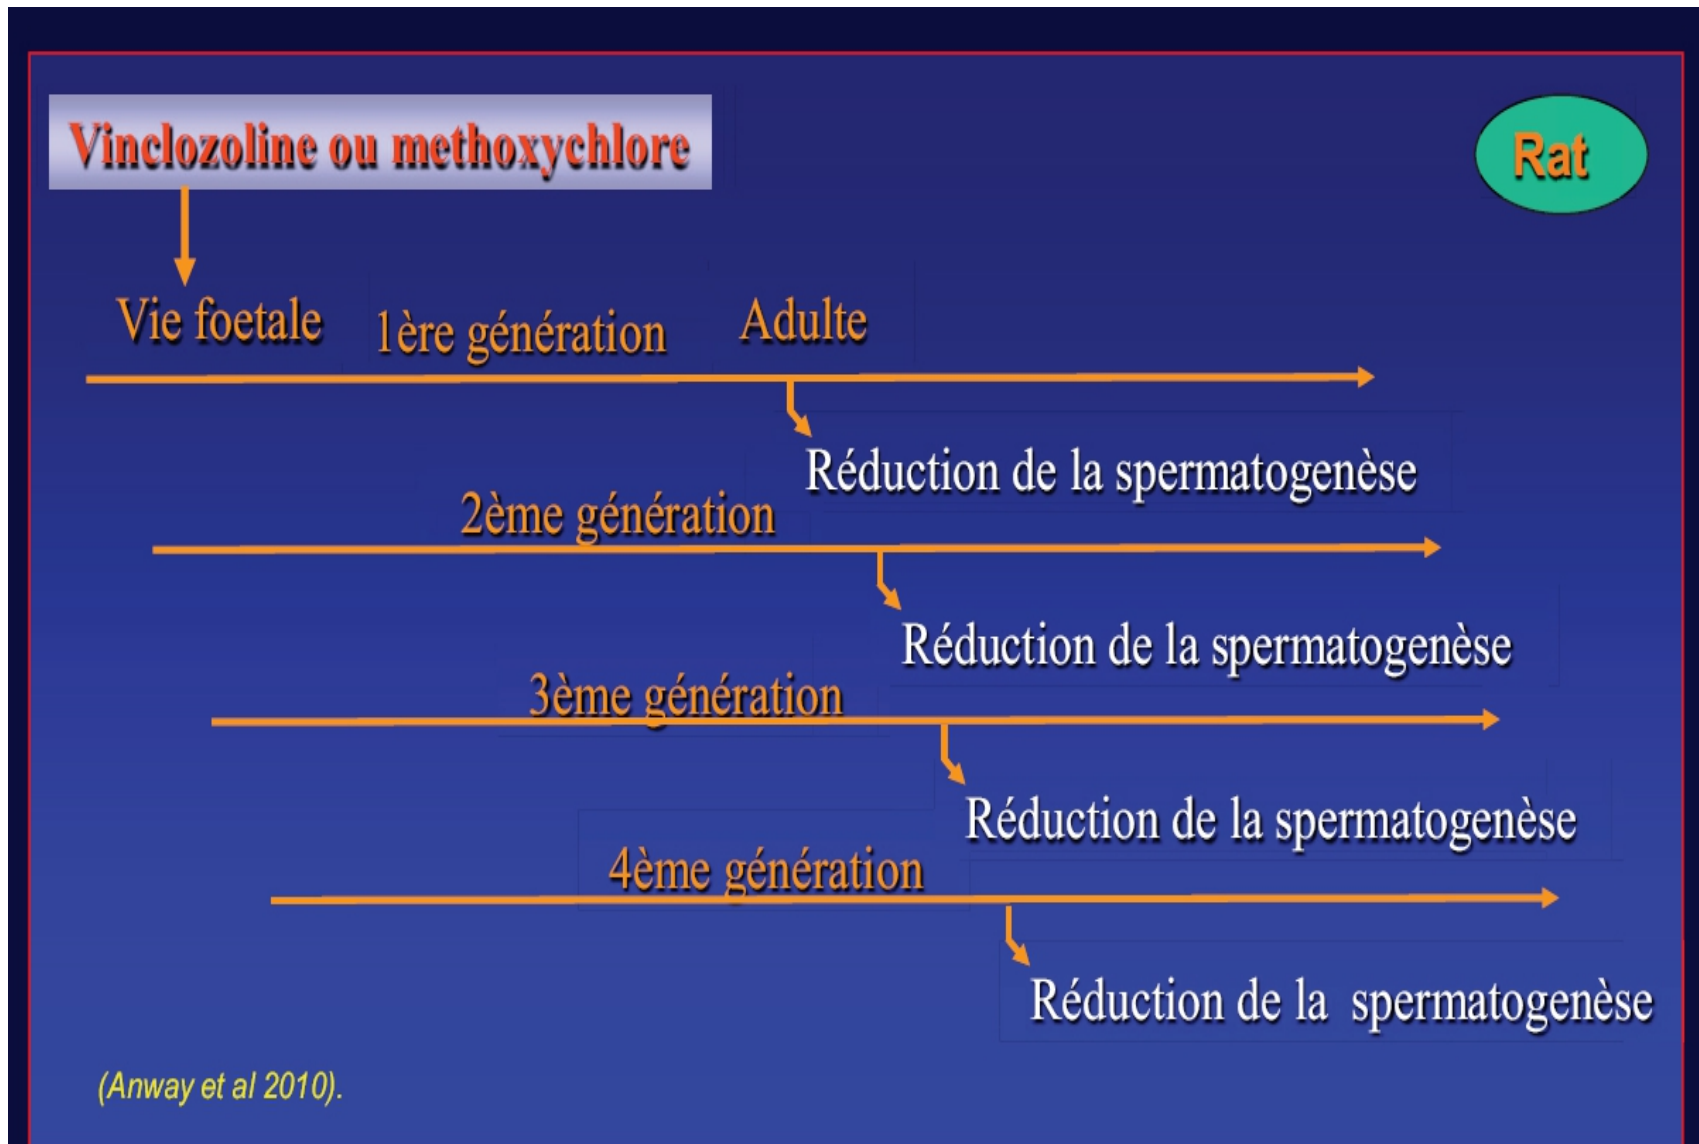 Vinclozoline ou methoxychlore
Rat
Vie foetale
1ère génération
Adulte
Réduction de la spermatogenèse
2ème génération
Réduction de la spermatogenèse
3ème génération
Réduction de la spermatogenèse
4ème génération
Réduction de la spermatogenèse
(Anway et al 2010).